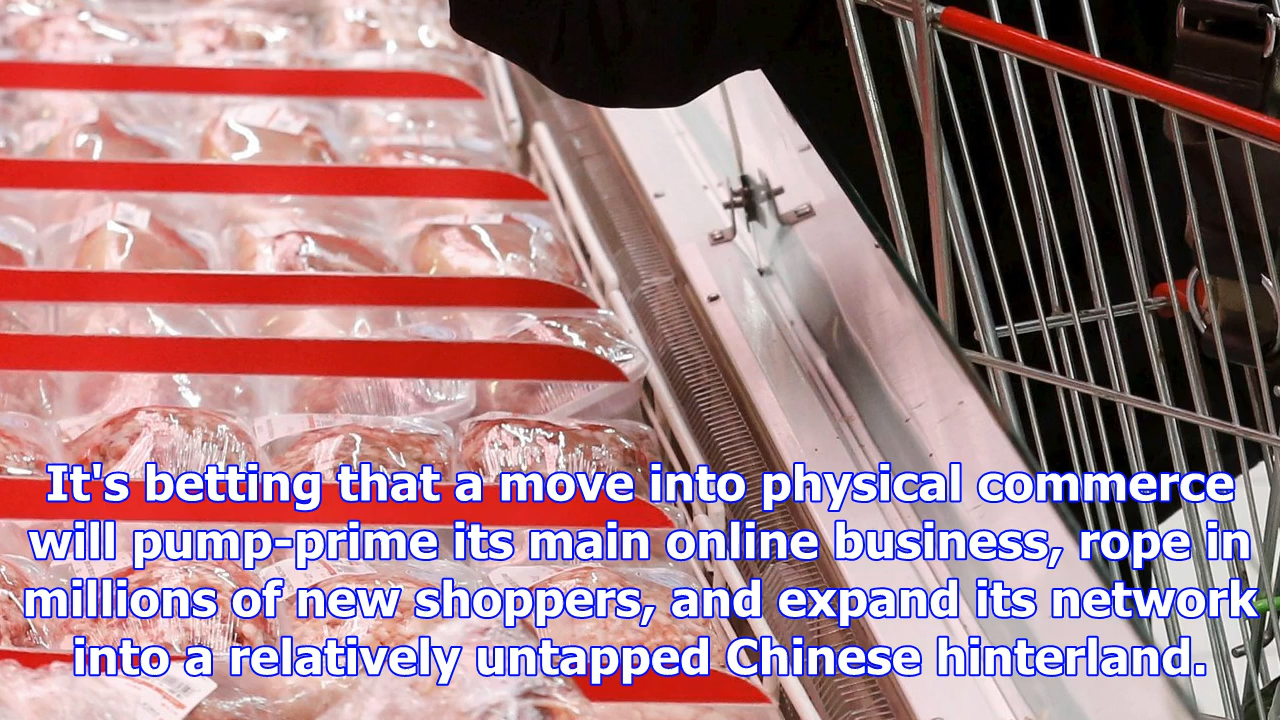 It's betting that a move into physical commerce
will pump-prime its main online business, rope in
millions of new shoppers, and expand its network
into a relatively untapped Chinese hinterland.